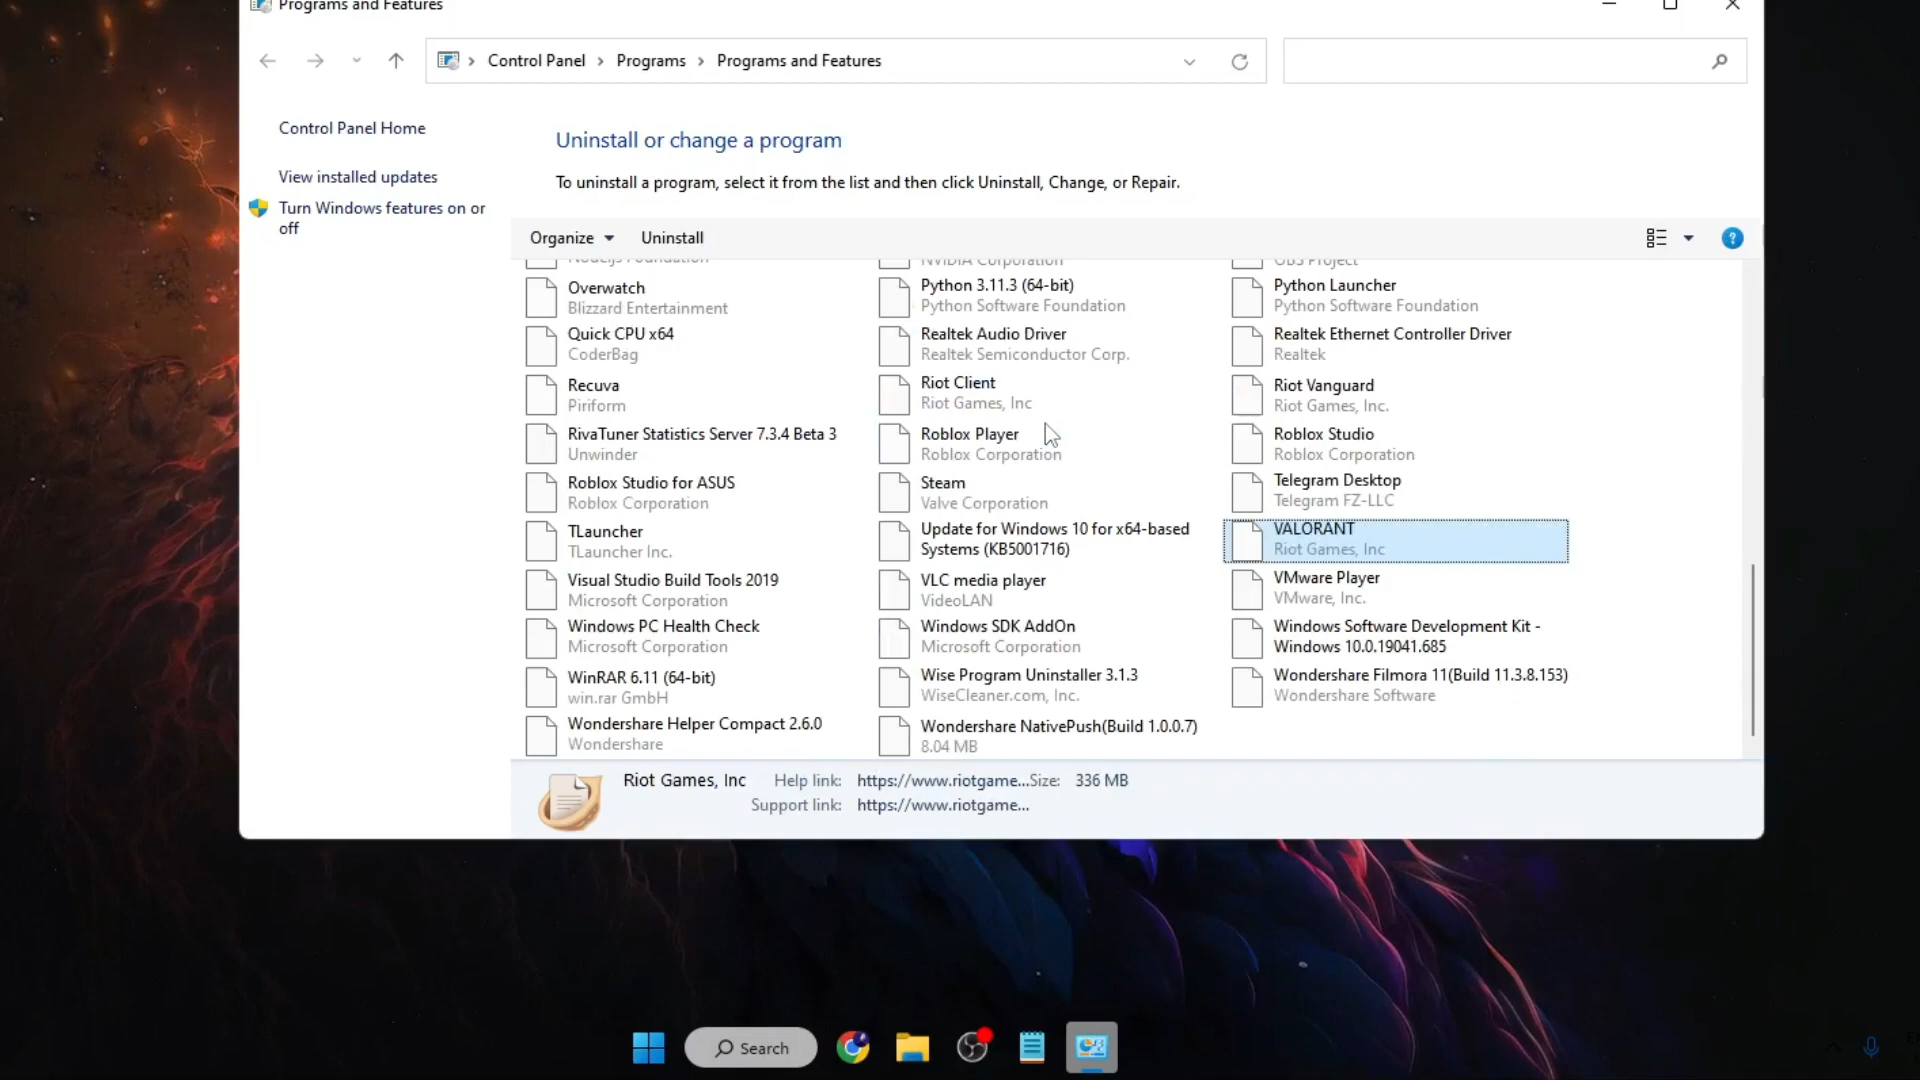 Programs and Features
Control Panel
Programs
Programs and Features
Control Panel Home
View installed updates
Turn Windows features on or
off
Uninstall or change a program
To uninstall a program, select it from the list and then click Uninstall, Change, or Repair.
Organize
Uninstall
?
Nodejs Foundation
NVIDIA Corporation
OBS Project
Overwatch
Blizzard Entertainment
Python 3.11.3 (64-bit)
Python Software Foundation
Python Launcher
Python Software Foundation
Quick CPU x64
CoderBag
Realtek Audio Driver
Realtek Semiconductor Corp.
Realtek Ethernet Controller Driver
Realtek
Recuva
Piriform
Riot Client
Riot Games, Inc
Riot Vanguard
Riot Games, Inc.
RivaTuner Statistics Server 7.3.4 Beta 3
Unwinder
Roblox Player
Roblox Corporation
Roblox Studio
Roblox Corporation
Roblox Studio for ASUS
Roblox Corporation
Steam
Valve Corporation
Telegram Desktop
Telegram FZ-LLC
TLauncher
TLauncher Inc.
Update for Windows 10 for x64-based
Systems (KB5001716)
VALORANT
Riot Games, Inc
Visual Studio Build Tools 2019
Microsoft Corporation
VLC media player
VideoLAN
VMware Player
VMware, Inc.
Windows PC Health Check
Microsoft Corporation
Windows SDK AddOn
Microsoft Corporation
Windows Software Development Kit -
Windows 10.0.19041.685
WinRAR 6.11 (64-bit)
win.rar GmbH
Wise Program Uninstaller 3.1.3
WiseCleaner.com, Inc.
Wondershare Filmora 11(Build 11.3.8.153)
Wondershare Software
Wondershare Helper Compact 2.6.0
Wondershare
Wondershare NativePush(Build 1.0.0.7)
8.04 MB
Riot Games, Inc Help link: https://www.riotgame... Size: 336 MB
Support link: https://www.riotgame...
Search